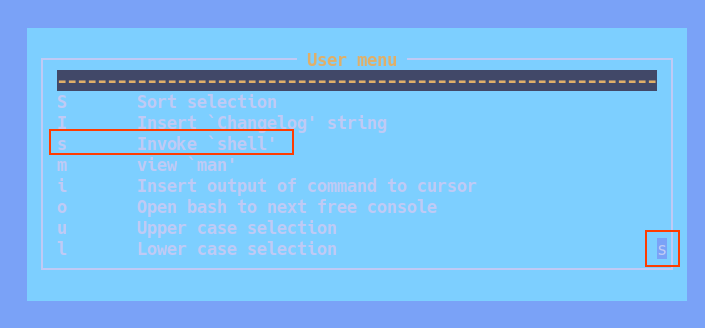 User menu
------------------------------------------------------------
S Sort selection
I Insert `Changelog' string
s Invoke `shell'
m view `man'
i Insert output of command to cursor
o Open bash to next free console
u Upper case selection
l Lower case selection
s